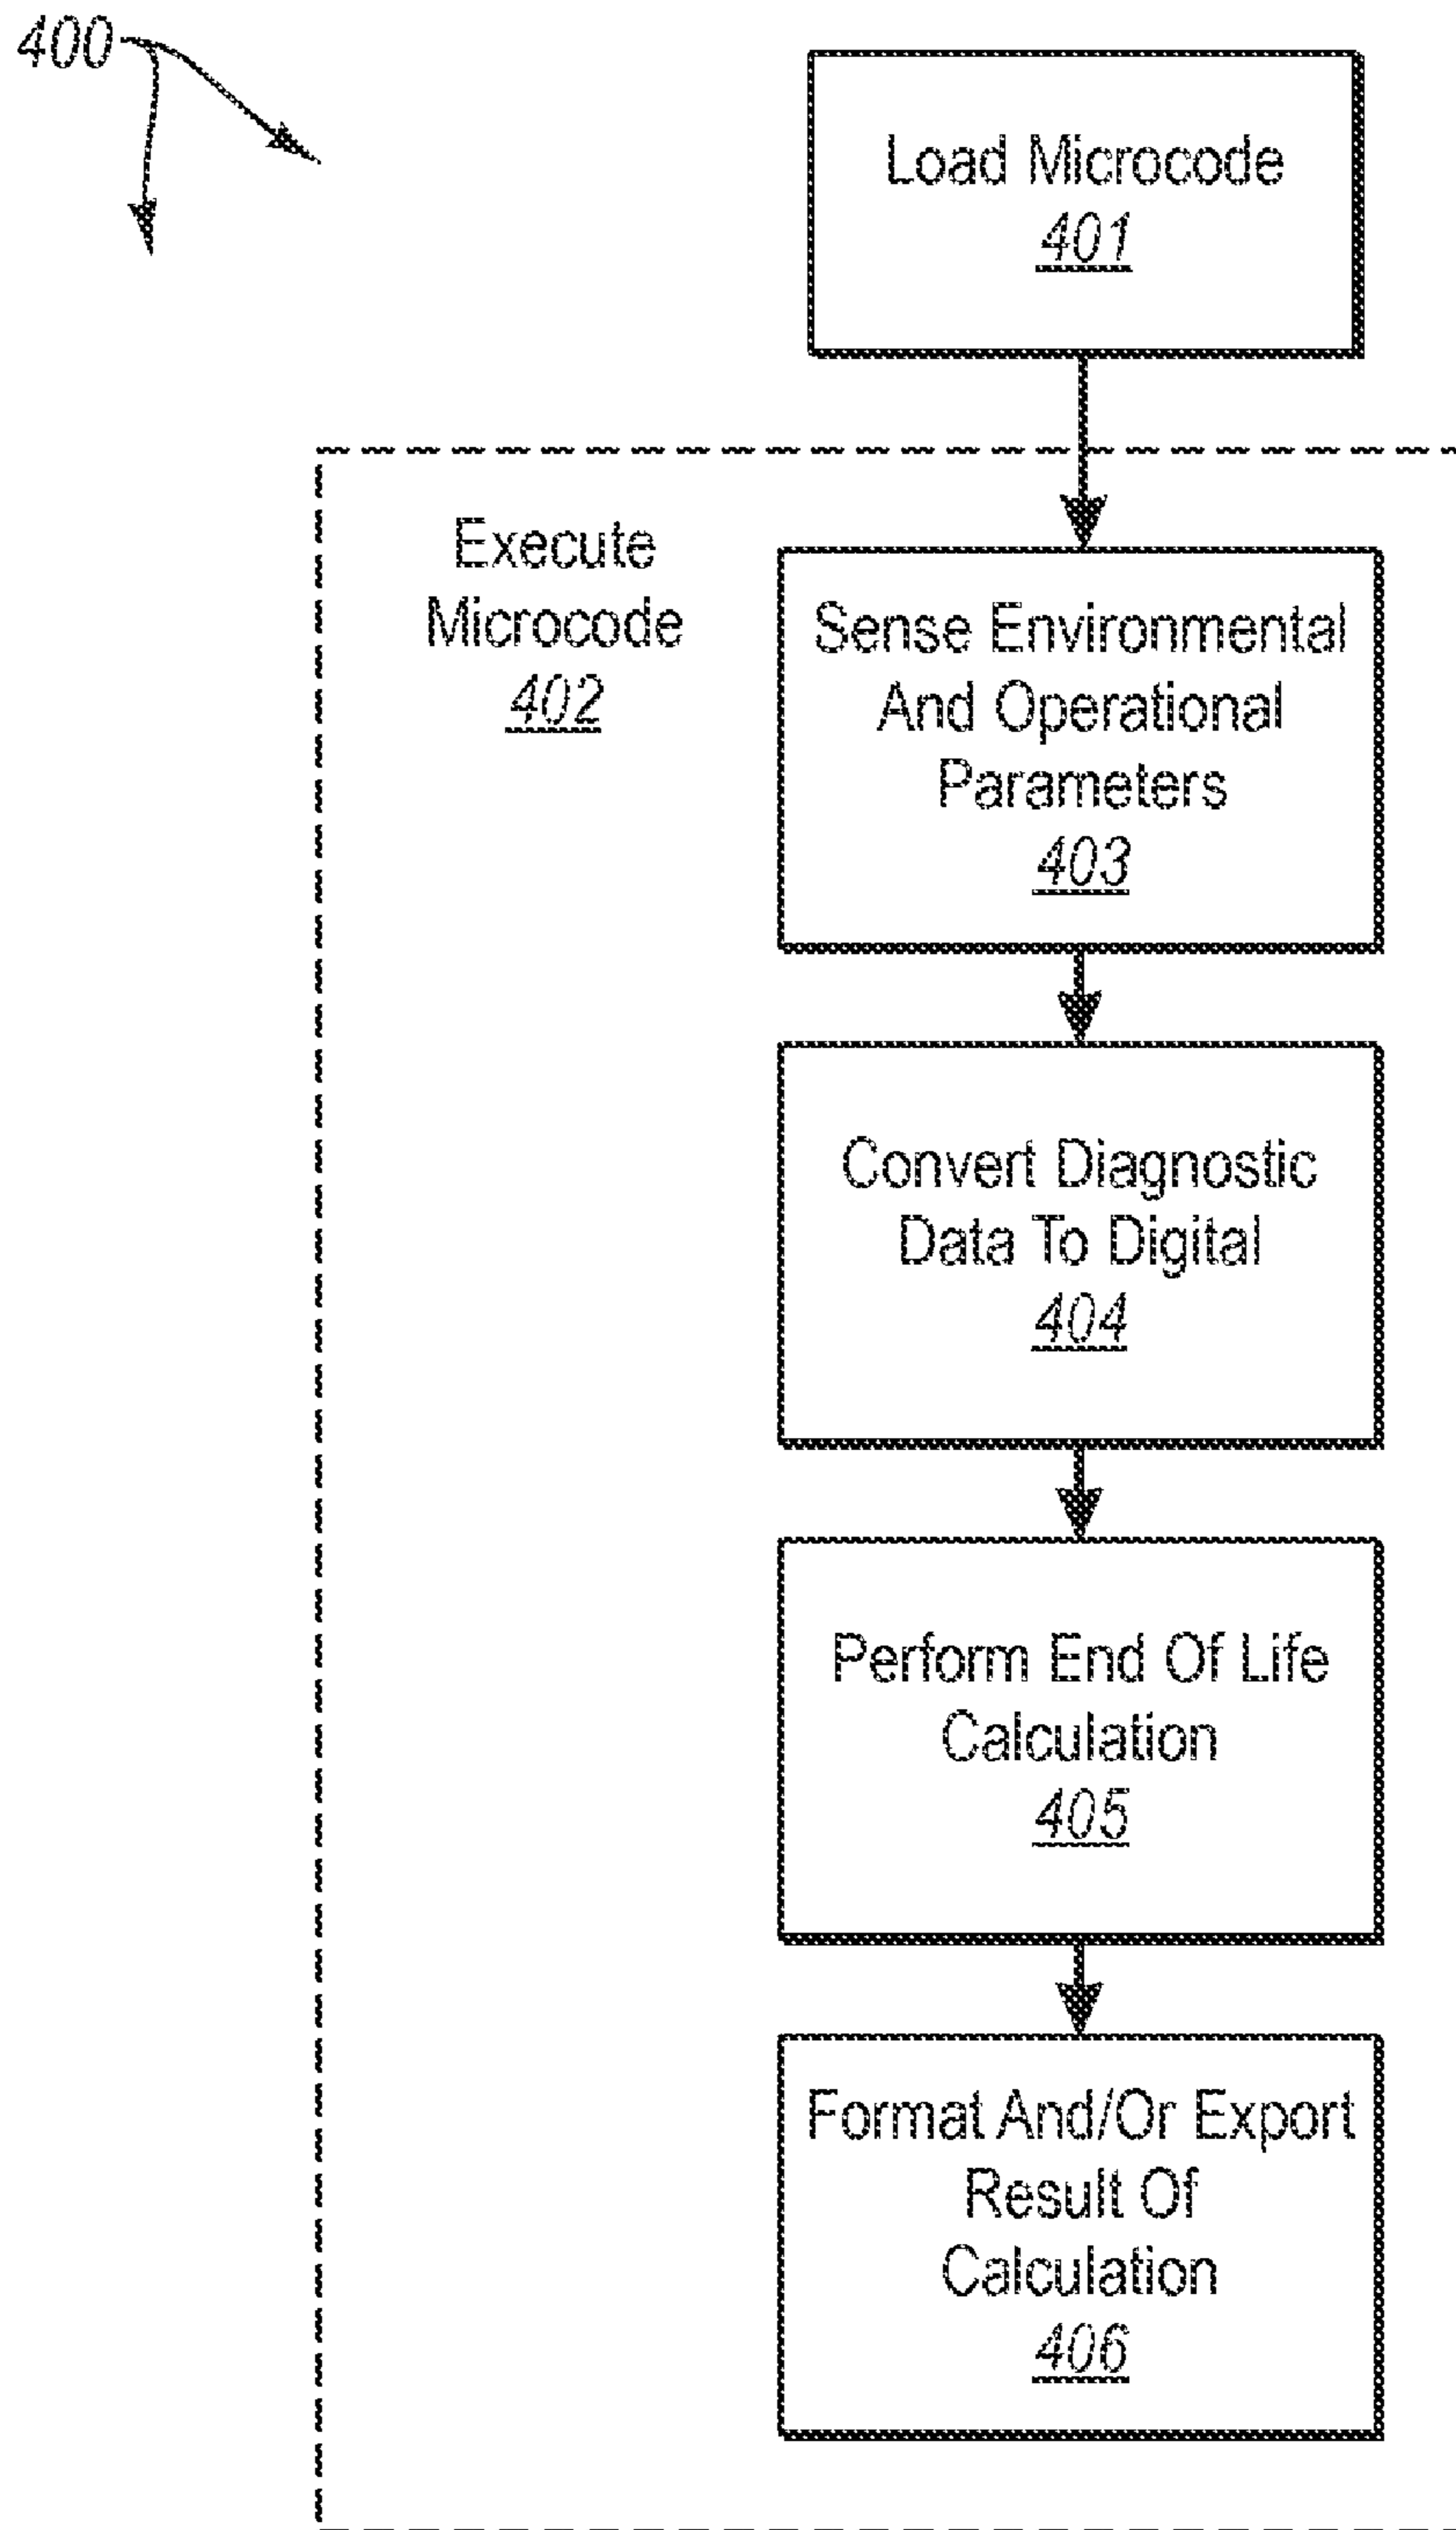 400
Load Microcode
401
Execute
Microcode
402
Sense Environmental
And Operational
Parameters
403
Convert Diagnostic
Data To Digital
404
Perform End Of Life
Calculation
405
Format And/Or Export
Result Of
Calculation
406